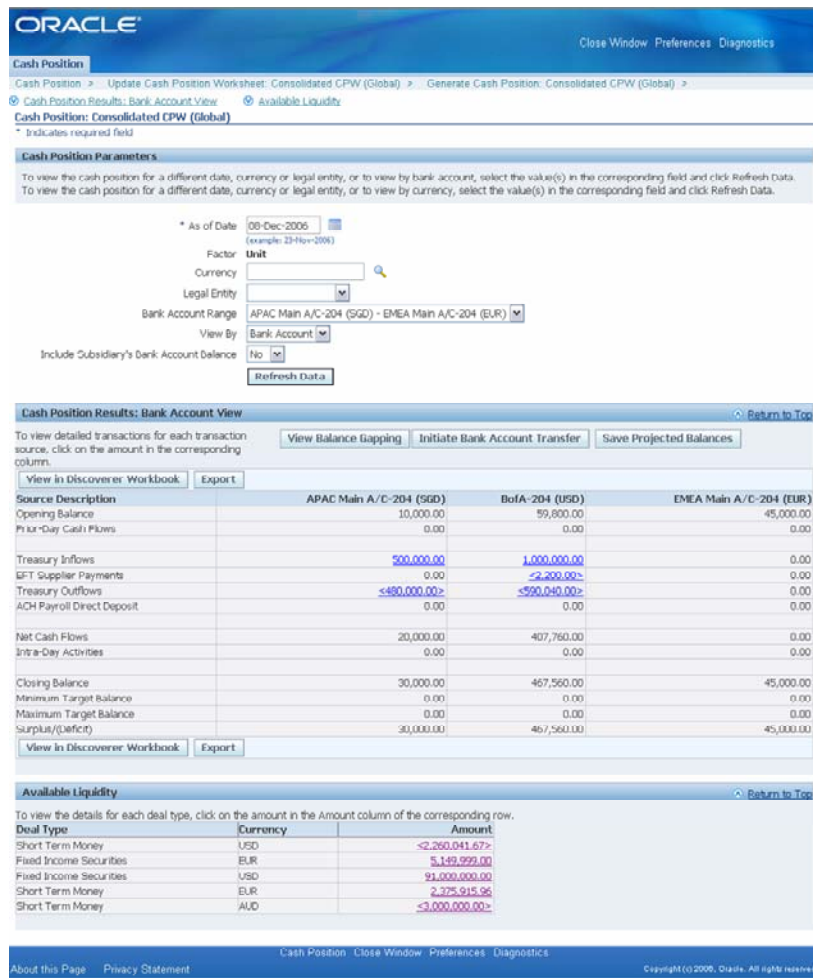 ORACLE
Close Window Preferences Diagnostics
Cash Position
Cash Position > Update Cash Position Worksheet: Consolidated CPW (Global) > Generate Cash Position: Consolidated CPW (Global) >
Cash Position Results: Bank Account View Available Liquidity
Cash Position: Consolidated CPW (Global)
* Indicates required field
Cash Position Parameters
To view the cash position for a different date, currency or legal entity, or to view by bank account, select the value(s) in the corresponding field and click Refresh Data.
To view the cash position for a different date, currency or legal entity, or to view by currency, select the value(s) in the corresponding field and click Refresh Data.
* As of Date 08-Dec-2006
(example: 23-Nov-2006)
Factor Unit
Currency
Legal Entity
Bank Account Range APAC Main A/C-204 (SGD) - EMEA Main A/C-204 (EUR)
View By Bank Account
Include Subsidiary's Bank Account Balance No
Refresh Data
Cash Position Results: Bank Account View Return to Top
To view detailed transactions for each transaction source, click on the amount in the corresponding column.
View Balance Gapping Initiate Bank Account Transfer Save Projected Balances
View in Discoverer Workbook Export
Source Description APAC Main A/C-204 (SGD) BofA-204 (USD) EMEA Main A/C-204 (EUR)
Opening Balance 10,000.00 59,800.00 45,000.00
Prior-Day Cash Flows 0.00 0.00 0.00
Treasury Inflows 500,000.00 1,000,000.00 0.00
EFT Supplier Payments 0.00 <2,200.00> 0.00
Treasury Outflows <480,000.00> <590,040.00> 0.00
ACH Payroll Direct Deposit 0.00 0.00 0.00
Net Cash Flows 20,000.00 407,760.00 0.00
Intra-Day Activities 0.00 0.00 0.00
Closing Balance 30,000.00 467,560.00 45,000.00
Minimum Target Balance 0.00 0.00 0.00
Maximum Target Balance 0.00 0.00 0.00
Surplus/(Deficit) 30,000.00 467,560.00 45,000.00
View in Discoverer Workbook Export
Available Liquidity Return to Top
To view the details for each deal type, click on the amount in the Amount column of the corresponding row.
Deal Type Currency Amount
Short Term Money USD <2,260,041.67>
Fixed Income Securities EUR 5,149,999.00
Fixed Income Securities USD 91,000,000.00
Short Term Money EUR 2,375,915.96
Short Term Money AUD <3,000,000.00>
Cash Position Close Window Preferences Diagnostics
About this Page Privacy Statement
Copyright (c) 2006, Oracle. All rights reserved